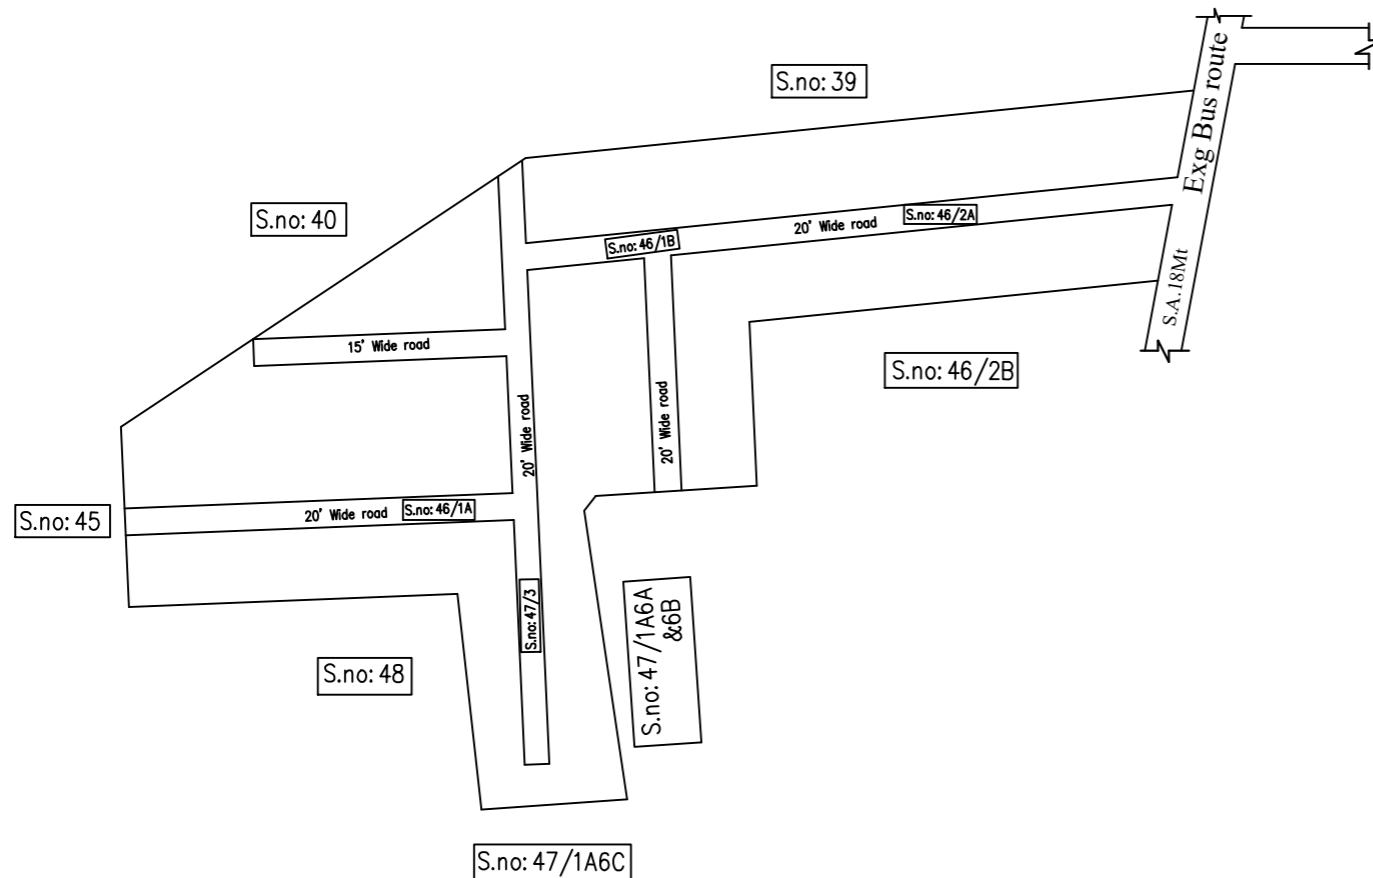 S.no: 39
Exg Bus route
S.no: 40
S.no: 46/2A
20' Wide road
S.no: 46/1B
S.A.18Mt
15' Wide road
S.no: 46/2B
20' Wide road
20' Wide road
S.no: 45
20' Wide road
S.no: 46/1A
S.no: 47/3
S.no: 47/1A6A
&6B
S.no: 48
S.no: 47/1A6C